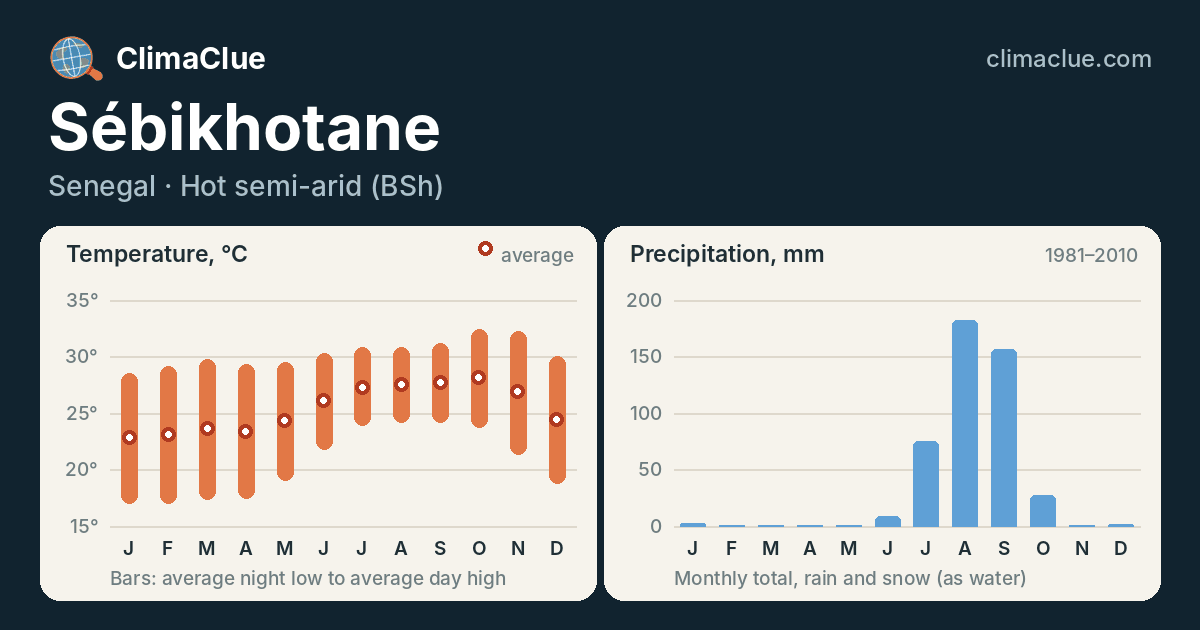 ClimaClue
climaclue.com
Sébikhotane
Senegal · Hot semi-arid (BSh)
Temperature, °C
average
35°
30°
25°
20°
15°
J F M A M J J A S O N D
Bars: average night low to average day high
Precipitation, mm
1981–2010
200
150
100
50
0
J F M A M J J A S O N D
Monthly total, rain and snow (as water)